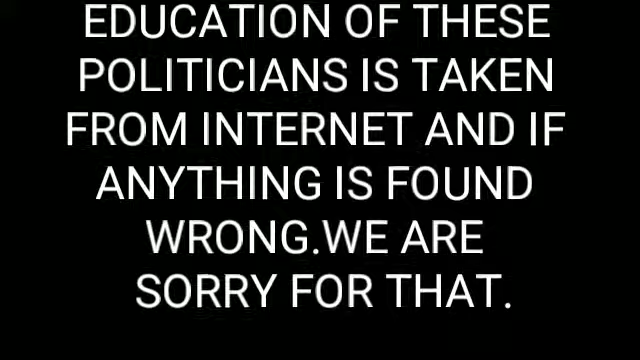 EDUCATION OF THESE
POLITICIANS IS TAKEN
FROM INTERNET AND IF
ANYTHING IS FOUND
WRONG.WE ARE
SORRY FOR THAT.